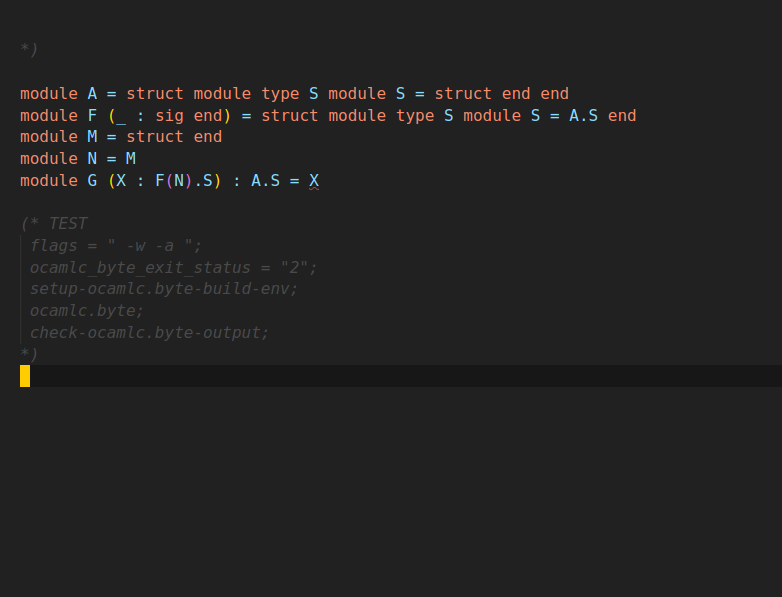 *)
module A = struct module type S module S = struct end end
module F (_ : sig end) = struct module type S module S = A.S end
module M = struct end
module N = M
module G (X : F(N).S) : A.S = X
(* TEST
flags = " -w -a ";
ocamlc_byte_exit_status = "2";
setup-ocamlc.byte-build-env;
ocamlc.byte;
check-ocamlc.byte-output;
*)